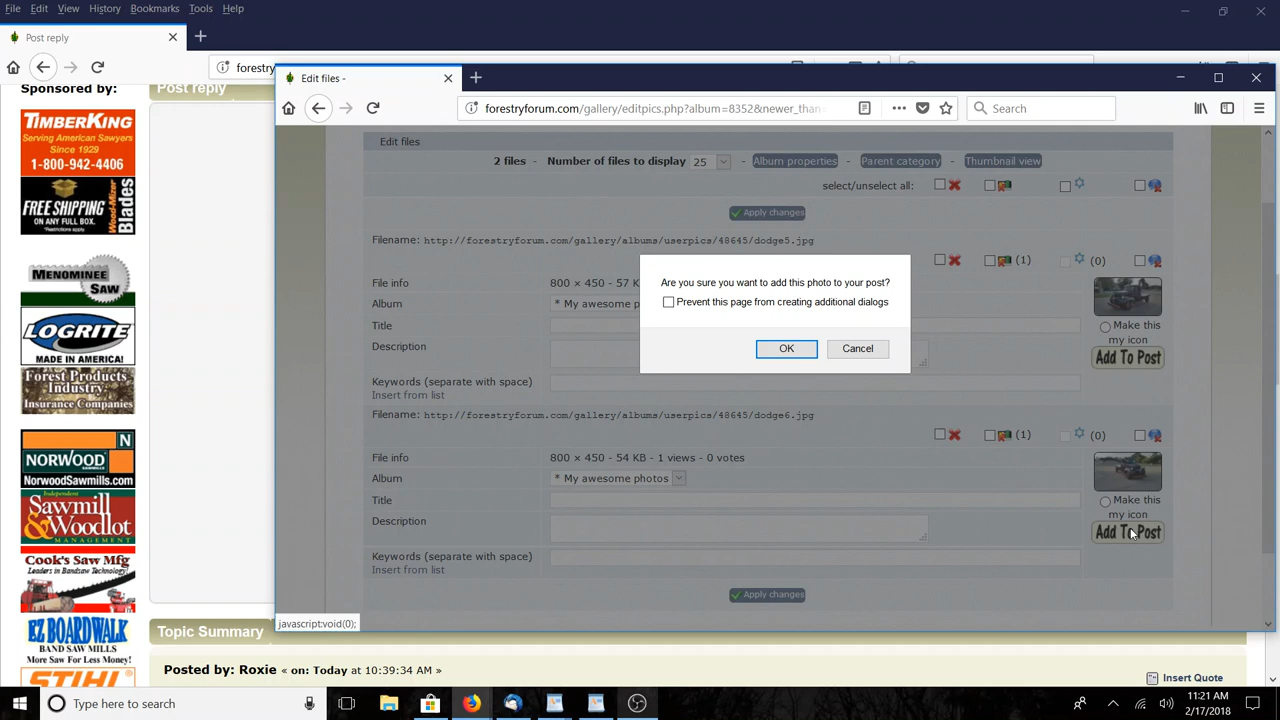 File Edit View History Bookmarks Tools Help
Post reply
forestry
Sponsored by:
Post reply
TIMBERKING
Serving American Sawyers
Since 1929
1-800-942-4406
FREE SHIPPING
ON ANY FULL BOX.
*Restrictions apply.
Wood-Mizer
Blades
MENOMINEE
SAW
LOGRITE
MADE IN AMERICA!
Forest Products
Industry
Insurance Companies
N
NORWOOD
NorwoodSawmills.com
Independent
Sawmill
& Woodlot
MANAGEMENT
Cook's Saw Mfg
Leaders in Bandsaw Technology!
EZ BOARDWALK
BAND SAW MILLS
More Saw For Less Money!
STIHL
Edit files -
forestryforum.com/gallery/editpics.php?album=8352&newer_than
Search
Edit files
2 files - Number of files to display 25 - Album properties - Parent category - Thumbnail view
select/unselect all:
Apply changes
Filename: http://forestryforum.com/gallery/albums/userpics/48645/dodge5.jpg
(1) (0)
File info 800 × 450 - 57 K
Album * My awesome p
Title
Description
Make this
my icon
Add To Post
Keywords (separate with space)
Insert from list
Are you sure you want to add this photo to your post?
Prevent this page from creating additional dialogs
OK Cancel
Filename: http://forestryforum.com/gallery/albums/userpics/48645/dodge6.jpg
(1) (0)
File info 800 × 450 - 54 KB - 1 views - 0 votes
Album * My awesome photos
Title
Description
Make this
my icon
Add To Post
Keywords (separate with space)
Insert from list
Apply changes
javascript:void(0);
Topic Summary
Posted by: Roxie « on: Today at 10:39:34 AM »
Insert Quote
Type here to search
11:21 AM
2/17/2018